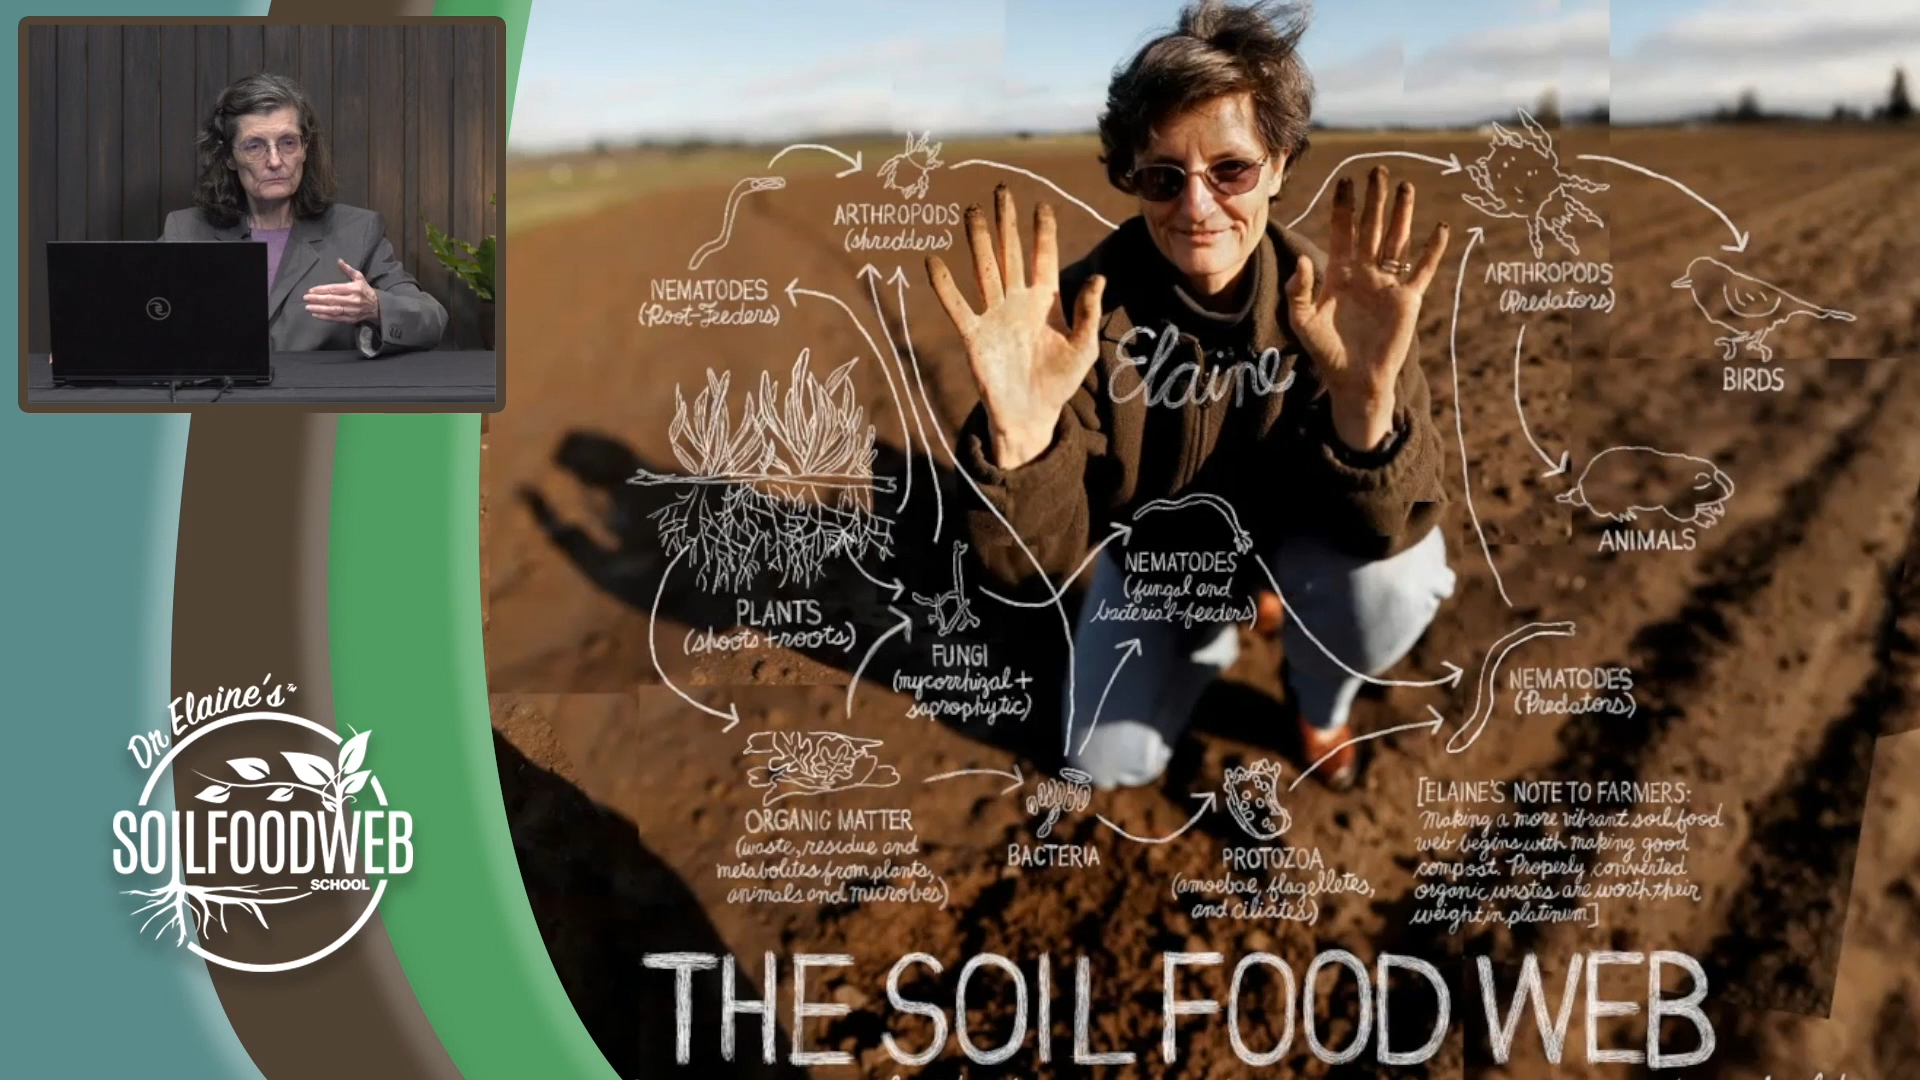 ARTHROPODS
(shredders)
NEMATODES
(Root-Feeders)
ARTHROPODS
(Predators)
BIRDS
Elaine
ANIMALS
PLANTS
(shoots+roots)
NEMATODES
(fungal and
bacterial-feeders)
FUNGI
(mycorrhizal +
saprophytic)
NEMATODES
(Predators)
ORGANIC MATTER
(waste, residue and
metabolites from plants,
animals and microbes)
BACTERIA
PROTOZOA
(amoebae, flagelletes,
and ciliates)
[ELAINE'S NOTE TO FARMERS:
Making a more vibrant soil food
web begins with making good
compost. Properly converted
organic wastes are worth their
weight in platinum]
THE SOIL FOOD WEB
Dr Elaine's™
SOILFOODWEB
SCHOOL